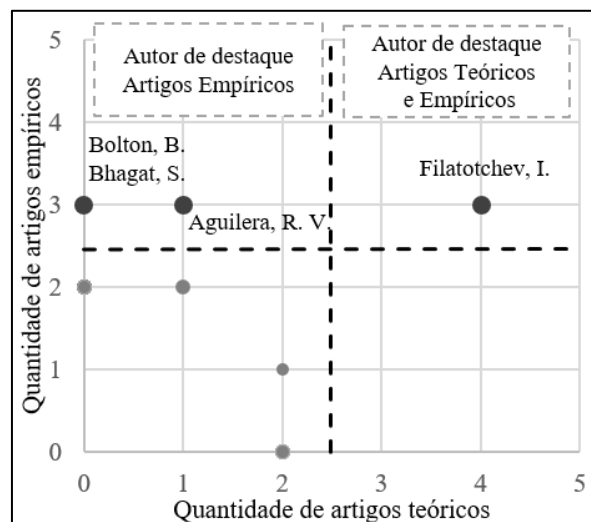 5
Autor de destaque
Artigos Empíricos
Autor de destaque
Artigos Teóricos
e Empíricos
4
Bolton, B.
Bhagat, S.
Filatotchev, I.
3
Aguilera, R. V.
2
1
0
0 1 2 3 4 5
Quantidade de artigos teóricos
Quantidade de artigos empíricos